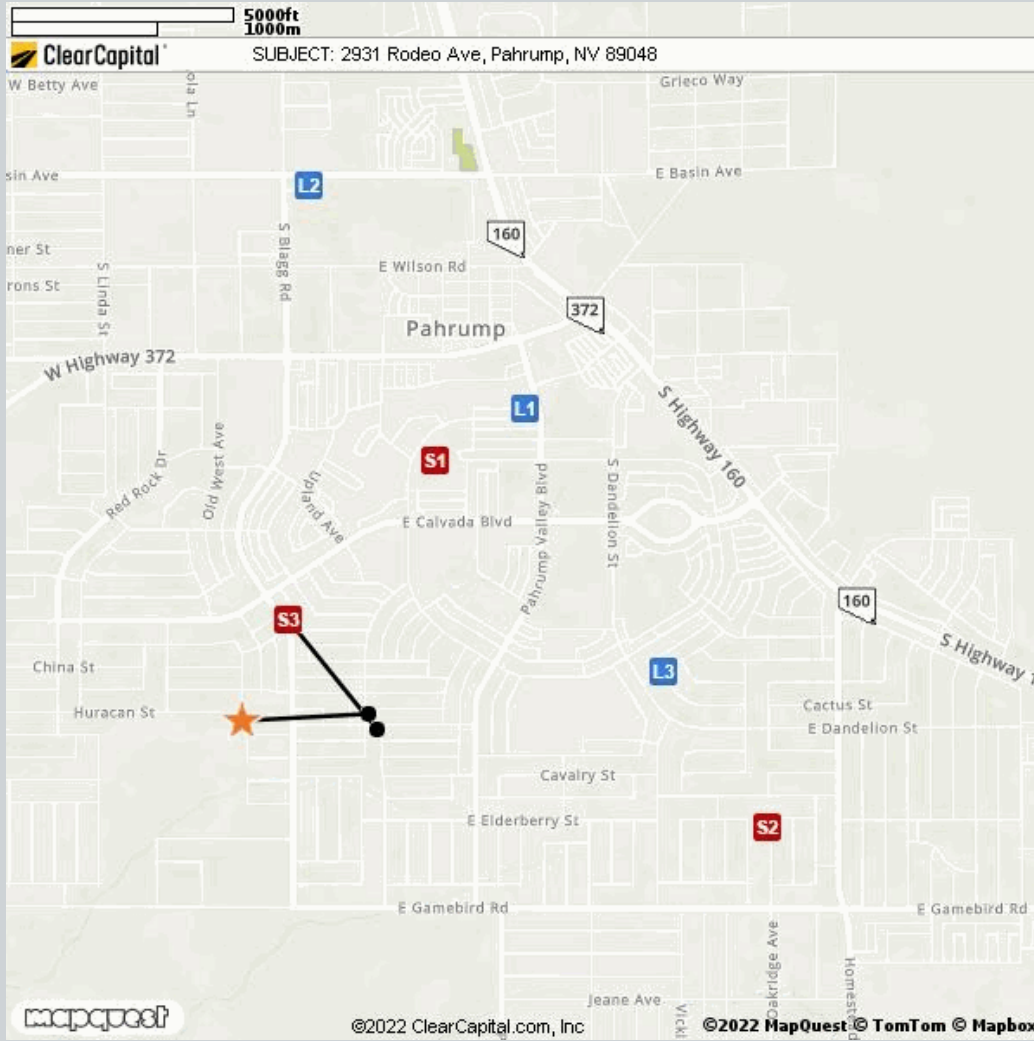 5000ft
1000m
ClearCapital
SUBJECT: 2931 Rodeo Ave, Pahrump, NV 89048
W Betty Ave
ola Ln
Grieco Way
sin Ave
L2
E Basin Ave
160
ner St
S Blagg Rd
E Wilson Rd
rons St
S Linda St
372
Pahrump
W Highway 372
L1
S Highway 160
S1
Red Rock Dr
Old West Ave
Upland Ave
E Calvada Blvd
Pahrump Valley Blvd
S Dandelion St
160
S3
S Highway 1
China St
L3
Huracan St
Cactus St
E Dandelion St
Cavalry St
E Elderberry St
S2
E Gamebird Rd
E Gamebird Rd
Oakridge Ave
Homestead
Jeane Ave
Vicki
mapquest
©2022 ClearCapital.com, Inc
©2022 MapQuest © TomTom © Mapbox